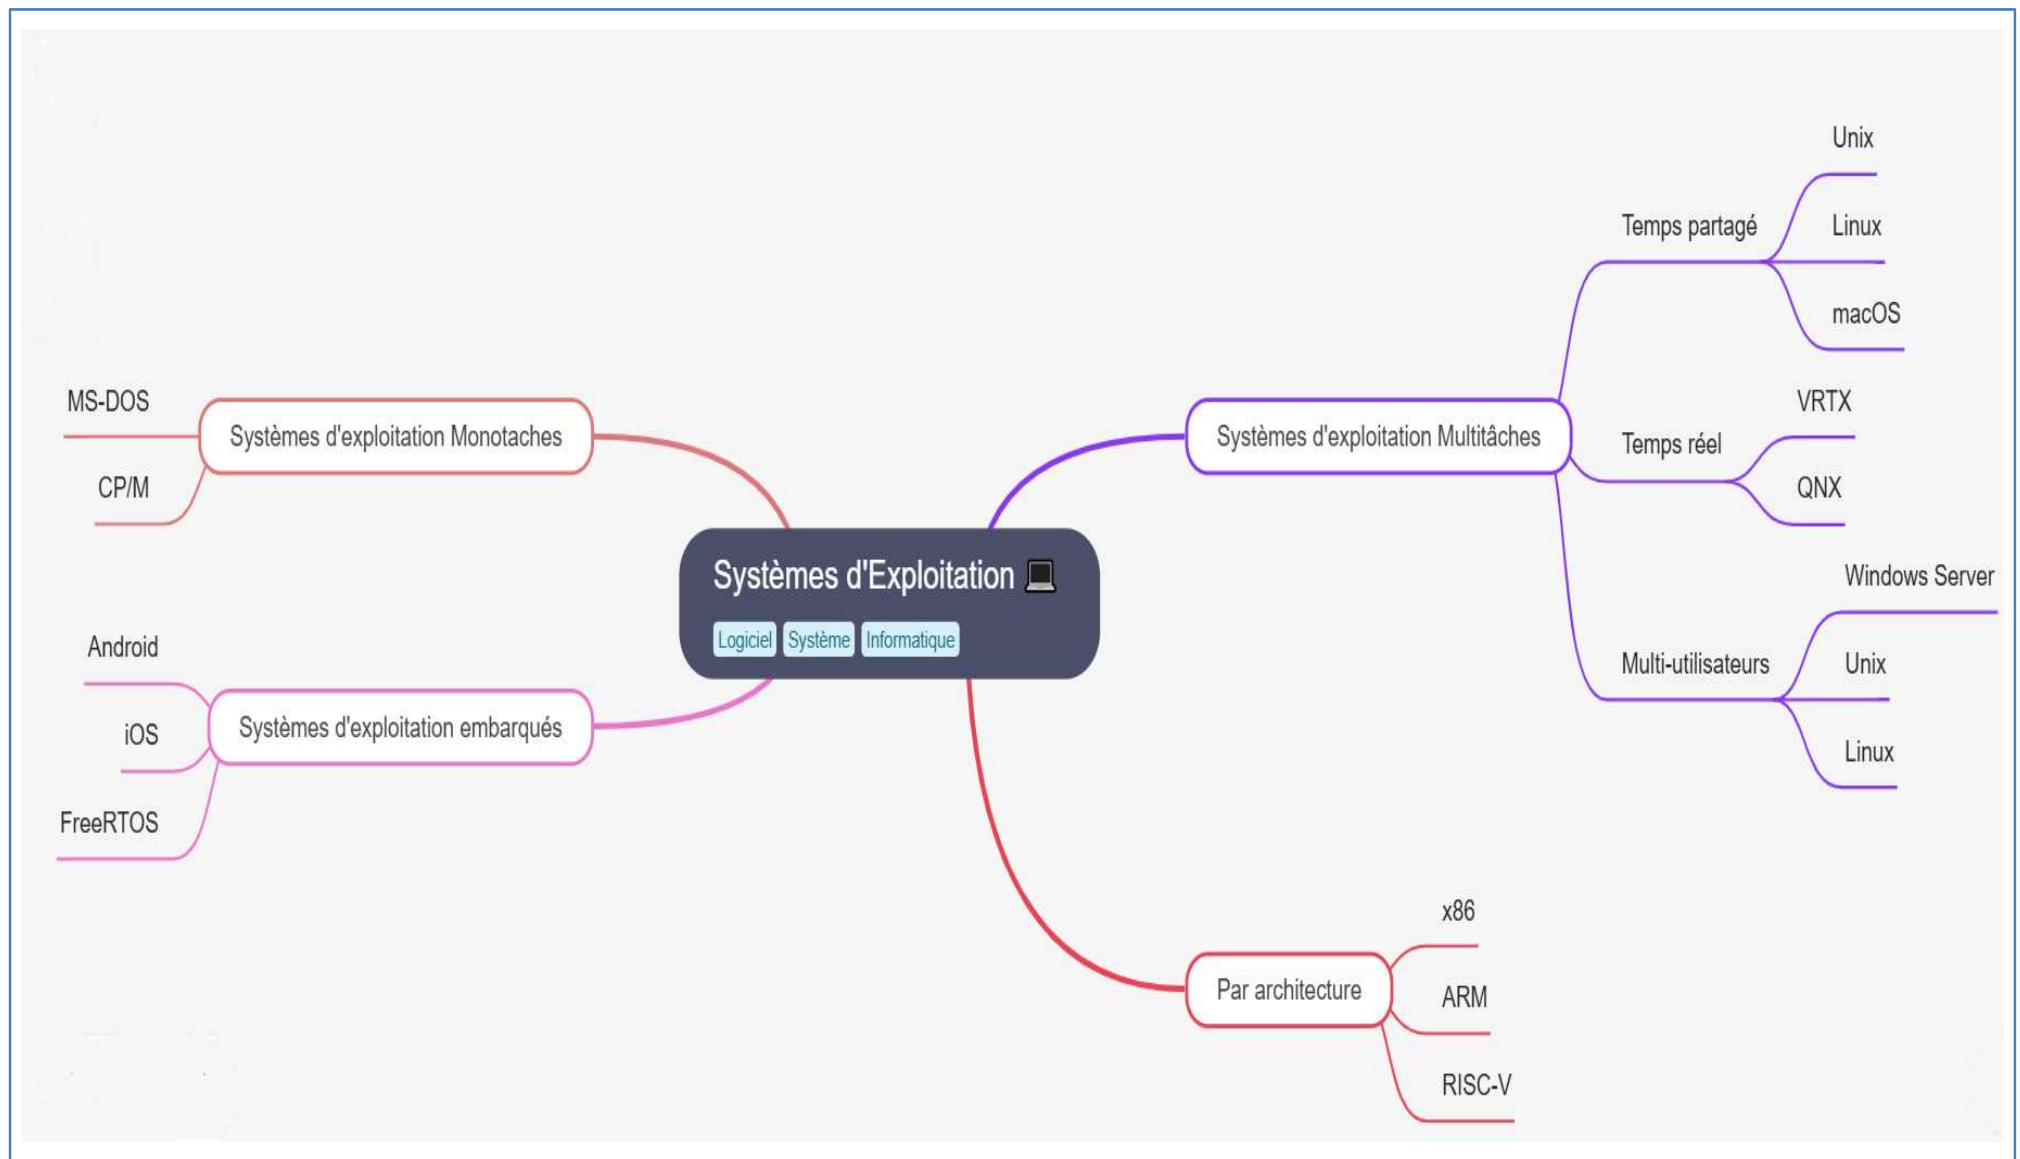 Systèmes d'Exploitation 💻
Logiciel Système Informatique
Systèmes d'exploitation Monotaches
MS-DOS
CP/M
Systèmes d'exploitation embarqués
Android
iOS
FreeRTOS
Systèmes d'exploitation Multitâches
Temps partagé
Unix
Linux
macOS
Temps réel
VRTX
QNX
Multi-utilisateurs
Windows Server
Unix
Linux
Par architecture
x86
ARM
RISC-V